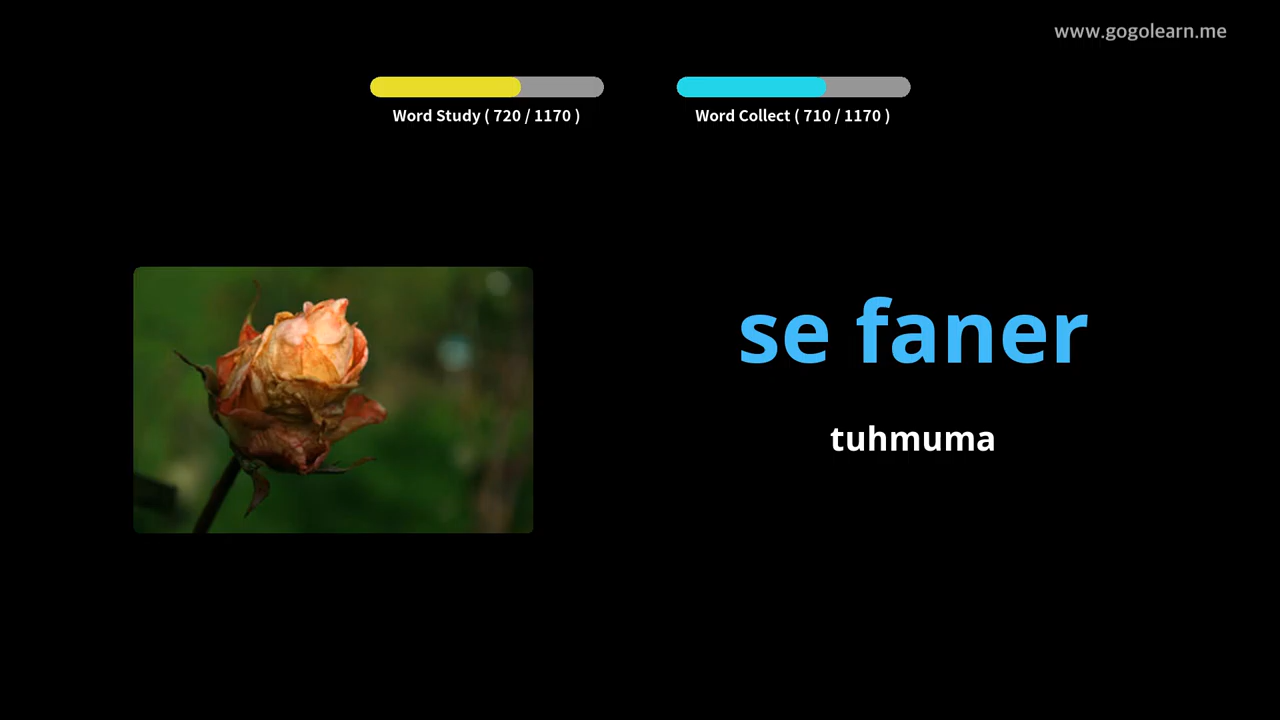 www.gogolearn.me
Word Study ( 720 / 1170 )
Word Collect ( 710 / 1170 )
se faner
tuhmuma